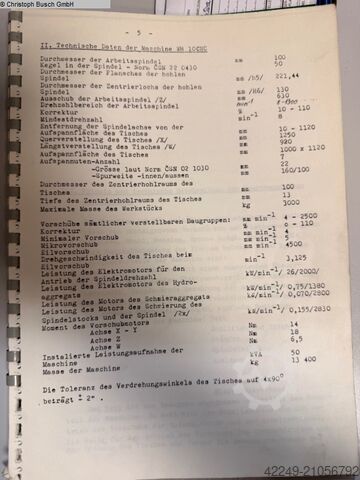 © Christoph Busch GmbH
- 5 -
II. Technische Daten der Maschine WH 10CNC
Durchmesser der Arbeitsspindel mm 100
Kegel in der Spindel - Norm ČSN 22 0430 50
Durchmesser der Flansches der hohlen
Spindel mm /h5/ 221,44
Durchmesser der Zentrierlochs der hohlen
Spindel mm /H6/ 130
Ausschub der Arbeitsspindel /Z/ mm 630
Drehzahlbereich der Arbeitsspindel min-1
Korrektur % 10 - 110
Mindestdrehzahl min-1 8
Entfernung der Spindelachse von der
Aufspannfläche des Tisches mm 10 - 1120
Querverstellung des Tisches /X/ mm 1250
Längstverstellung des Tisches /W/ mm 920
Aufspannfläche des Tisches mm 1000 x 1120
Aufspannuten-Anzahl 7
-Grösse laut Norm ČSN 02 1030 22
-Spurweite -innen/aussen mm 160/100
Durchmesser des Zentrierhohlraums des
Tisches mm 100
Tiefe des Zentrierhohlraums des Tisches mm 13
Maximale Masse des Werkstücks kg 3000
Vorschübe sämtlicher verstellbaren Baugruppen: mm min-1 4 - 2500
Korrektur % 0 - 110
Minimaler Vorschub mm min-1 4
Mikrovorschub mm min-1 5
Eilvorschub mm min-1 4500
Drehgeschwindigkeit des Tisches beim
Eilvorschub min-1 3,125
Leistung des Elektromotors für den
Antrieb der Spindeldrehzahl kW/min-1/ 26/2000/
Leistung des Elektromotors des Hydro-
aggregats kW/min-1/ 0,75/1380
Leistung des Motors des Schmieraggregats kW/min-1/ 0,070/2800
Leistung des Motors des Schmierung des
Spindelstocks und der Spindel /2x/ kW/min-1/ 0,155/2830
Moment des Vorschubmotors
Achse X - Y Nm 14
Achse Z Nm 18
Achse W Nm 6,5
Instalierte Leistungsaufnahme der
Maschine kVA 50
Masse der Maschine kg 13 400
Die Toleranz des Verdrehungswinkels des Tisches auf 4x90°
beträgt ± 2" .
42249-21056792